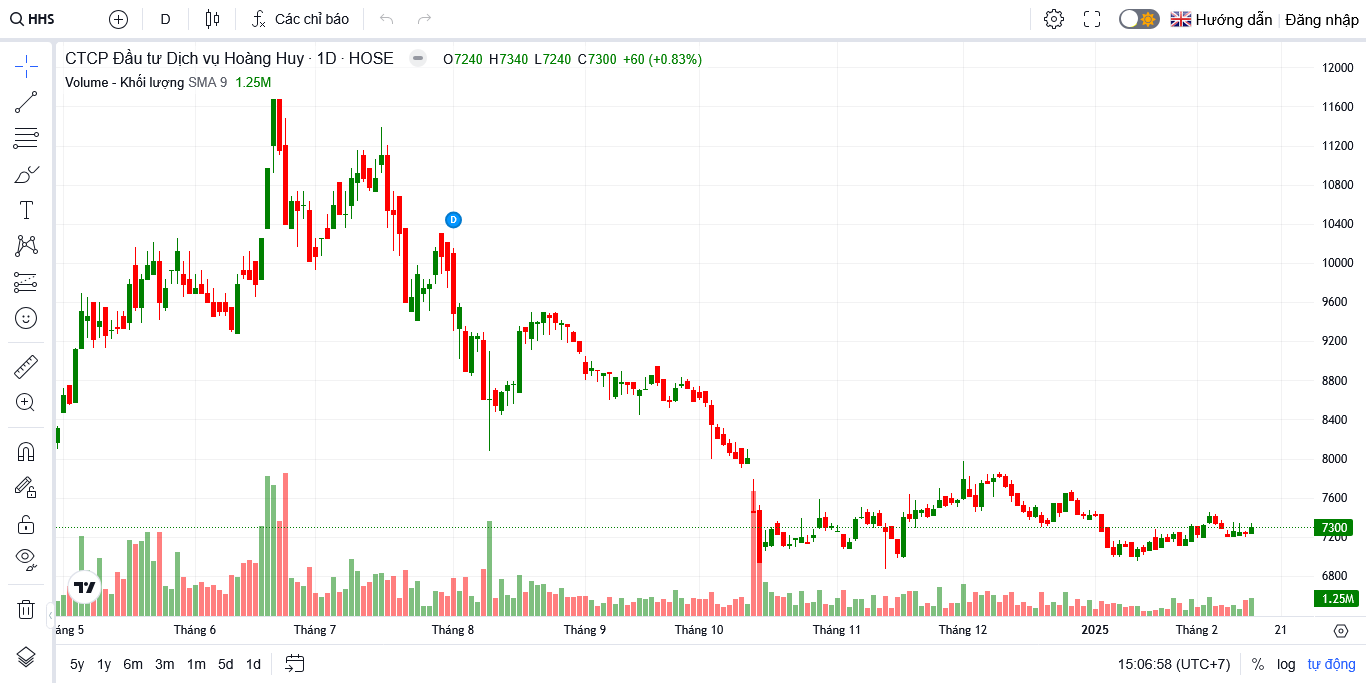 HHS D Các chỉ báo Hướng dẫn Đăng nhập
CTCP Đầu tư Dịch vụ Hoàng Huy · 1D · HOSE O7240 H7340 L7240 C7300 +60 (+0.83%)
Volume - Khối lượng SMA 9 1.25M
D
12000
11600
11200
10800
10400
10000
9600
9200
8800
8400
8000
7600
7300
7200
6800
1.25M
áng 5 Tháng 6 Tháng 7 Tháng 8 Tháng 9 Tháng 10 Tháng 11 Tháng 12 2025 Tháng 2 21
5y 1y 6m 3m 1m 5d 1d 15:06:58 (UTC+7) % log tự động